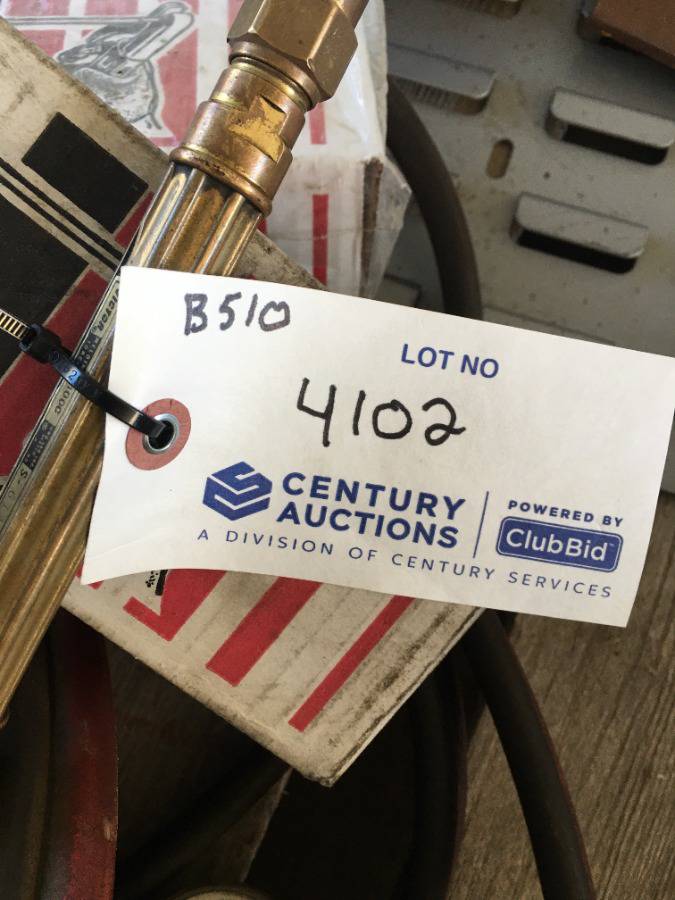 B510
LOT NO
4102
CENTURY
AUCTIONS
A DIVISION OF CENTURY SERVICES
POWERED BY
ClubBid